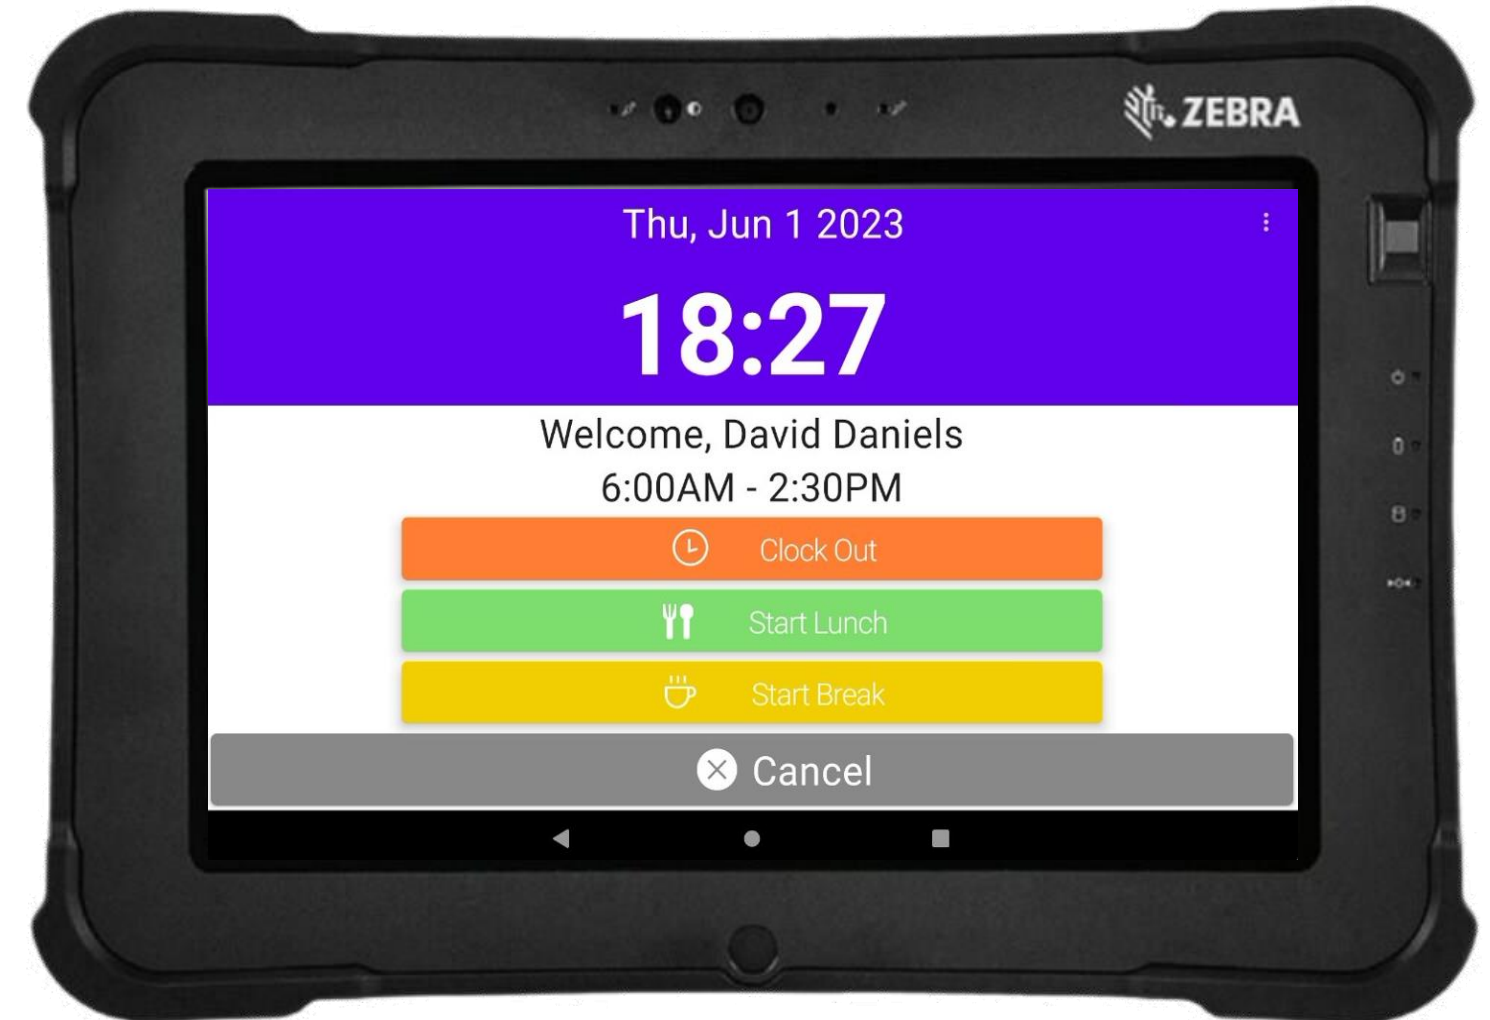 ZEBRA
Thu, Jun 1 2023
18:27
Welcome, David Daniels
6:00AM - 2:30PM
Clock Out
Start Lunch
Start Break
Cancel